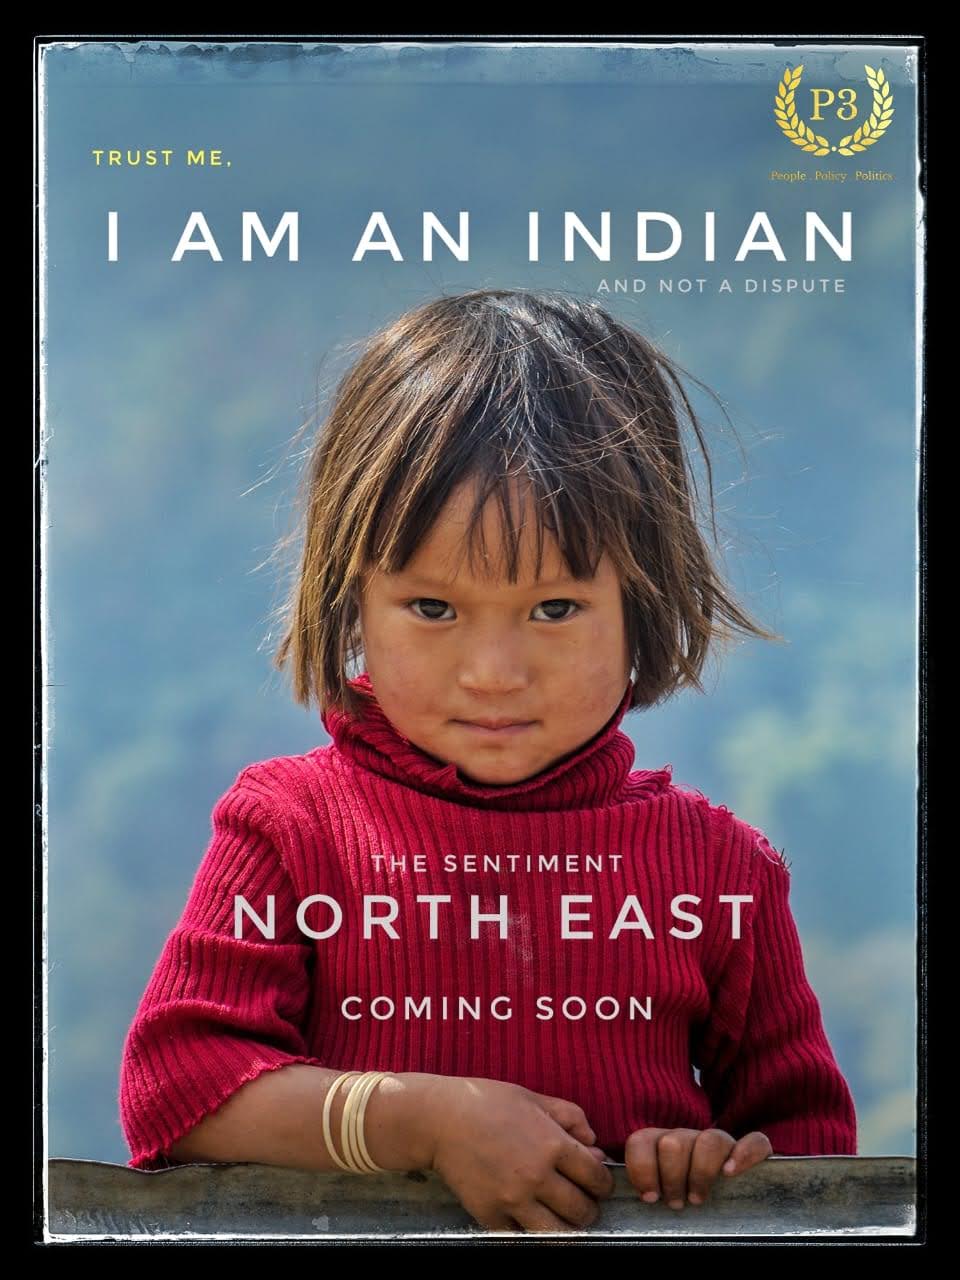 P3
People . Policy . Politics
TRUST ME,
I AM AN INDIAN
AND NOT A DISPUTE
THE SENTIMENT
NORTH EAST
COMING SOON